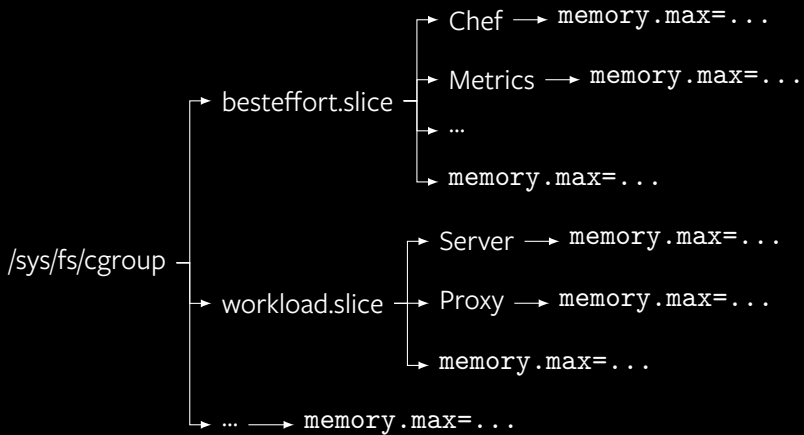 Chef memory.max=...
Metrics memory.max=...
besteffort.slice
...
memory.max=...
Server memory.max=...
/sys/fs/cgroup
workload.slice Proxy memory.max=...
memory.max=...
... memory.max=...